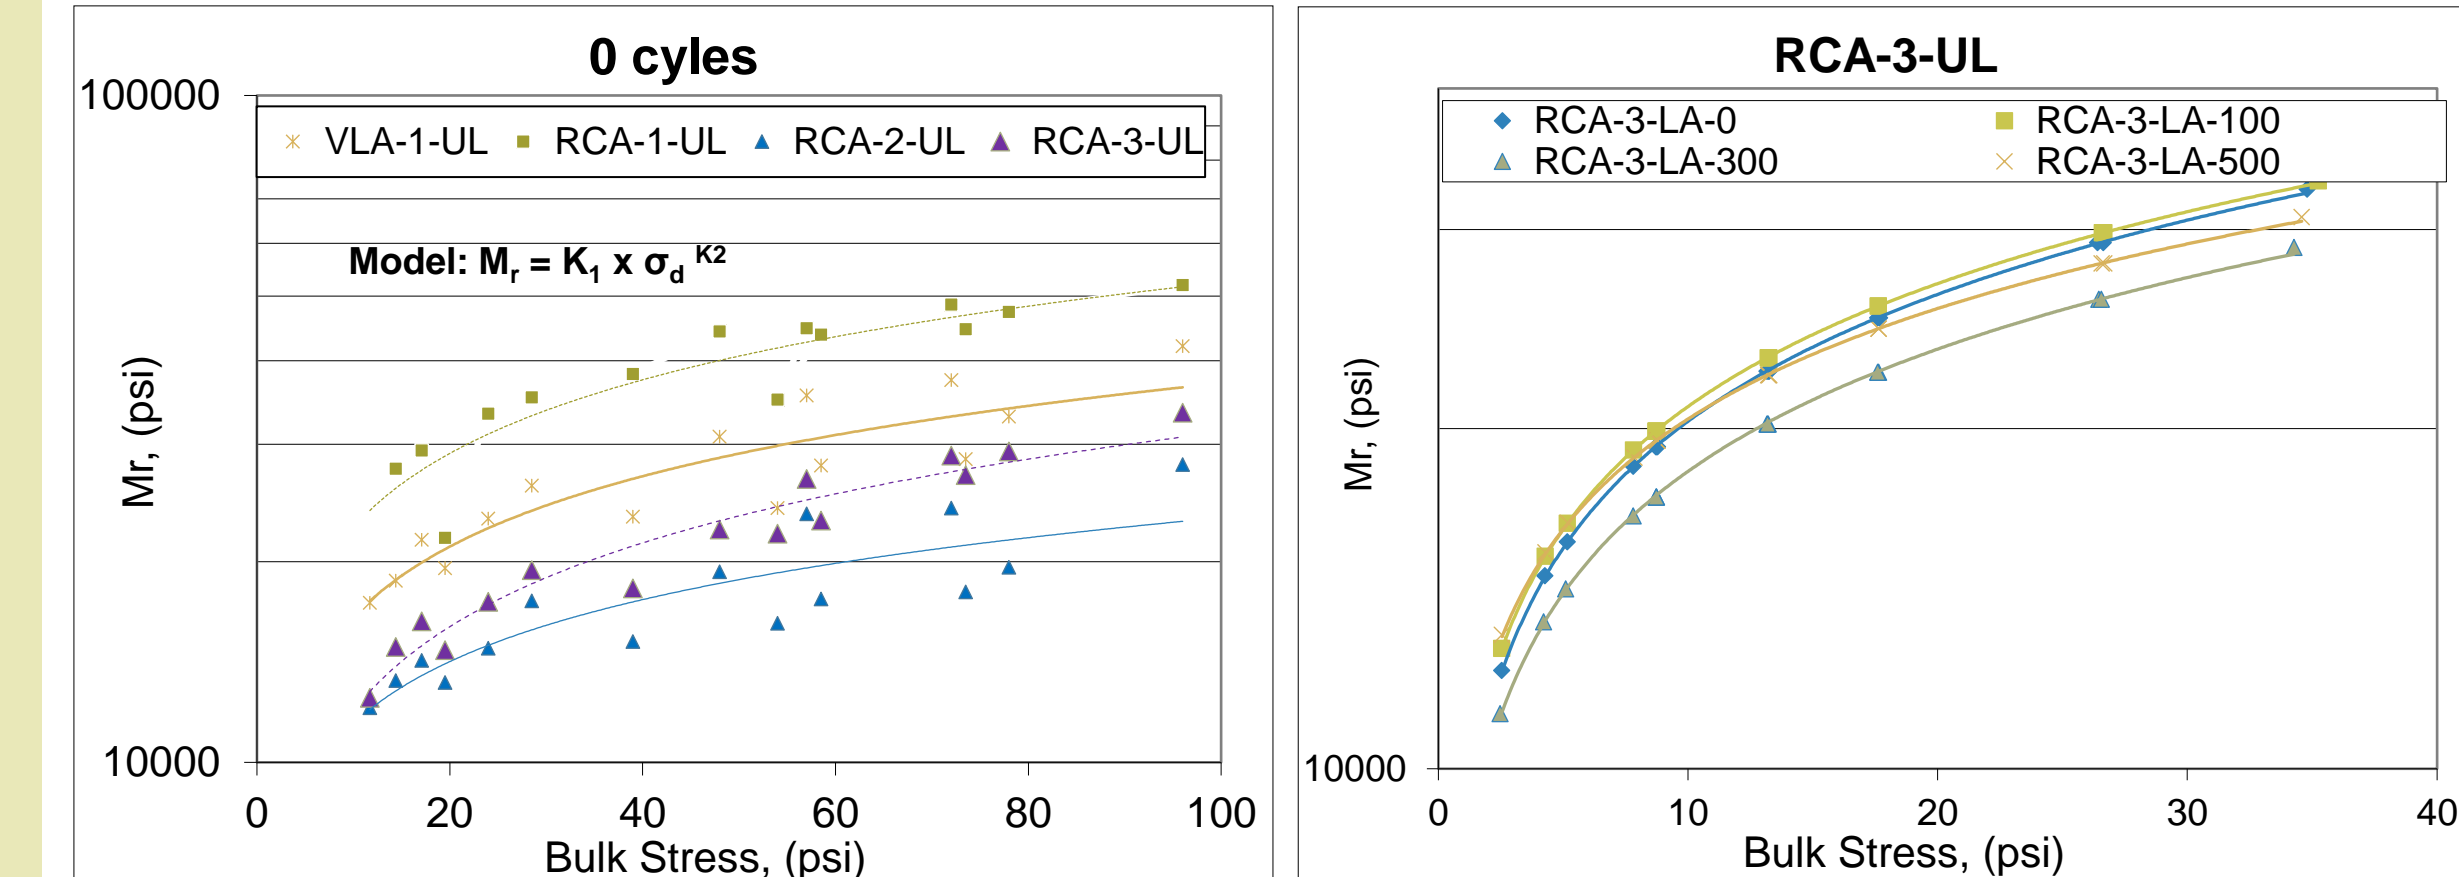 0 cyles
100000
VLA-1-UL RCA-1-UL RCA-2-UL RCA-3-UL
Model: Mr = K1 x σd K2
Mr, (psi)
10000
0 20 40 60 80 100
Bulk Stress, (psi)
RCA-3-UL
RCA-3-LA-0 RCA-3-LA-100
RCA-3-LA-300 RCA-3-LA-500
Mr, (psi)
10000
0 10 20 30 40
Bulk Stress, (psi)